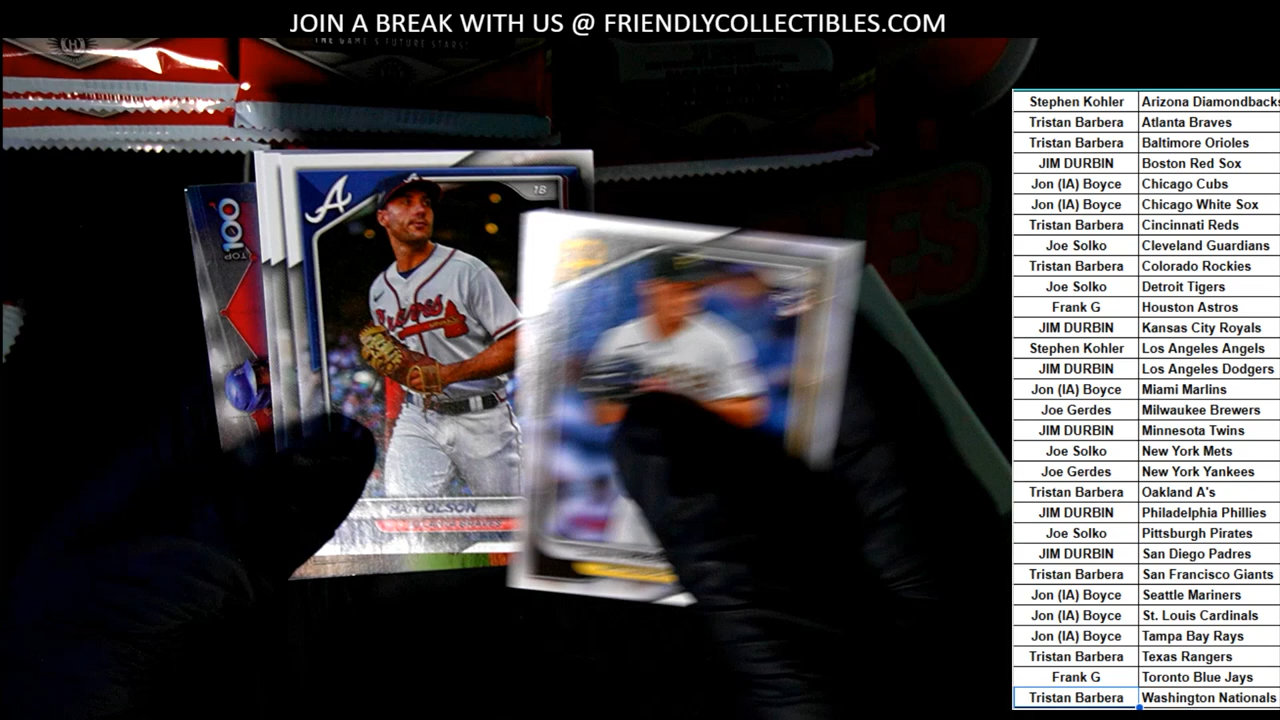 JOIN A BREAK WITH US @ FRIENDLYCOLLECTIBLES.COM
THE GAME'S FUTURE STARS
TOP 100
A
1B
Braves
OLSON
Stephen Kohler Arizona Diamondbacks
Tristan Barbera Atlanta Braves
Tristan Barbera Baltimore Orioles
JIM DURBIN Boston Red Sox
Jon (IA) Boyce Chicago Cubs
Jon (IA) Boyce Chicago White Sox
Tristan Barbera Cincinnati Reds
Joe Solko Cleveland Guardians
Tristan Barbera Colorado Rockies
Joe Solko Detroit Tigers
Frank G Houston Astros
JIM DURBIN Kansas City Royals
Stephen Kohler Los Angeles Angels
JIM DURBIN Los Angeles Dodgers
Jon (IA) Boyce Miami Marlins
Joe Gerdes Milwaukee Brewers
JIM DURBIN Minnesota Twins
Joe Solko New York Mets
Joe Gerdes New York Yankees
Tristan Barbera Oakland A's
JIM DURBIN Philadelphia Phillies
Joe Solko Pittsburgh Pirates
JIM DURBIN San Diego Padres
Tristan Barbera San Francisco Giants
Jon (IA) Boyce Seattle Mariners
Jon (IA) Boyce St. Louis Cardinals
Jon (IA) Boyce Tampa Bay Rays
Tristan Barbera Texas Rangers
Frank G Toronto Blue Jays
Tristan Barbera Washington Nationals